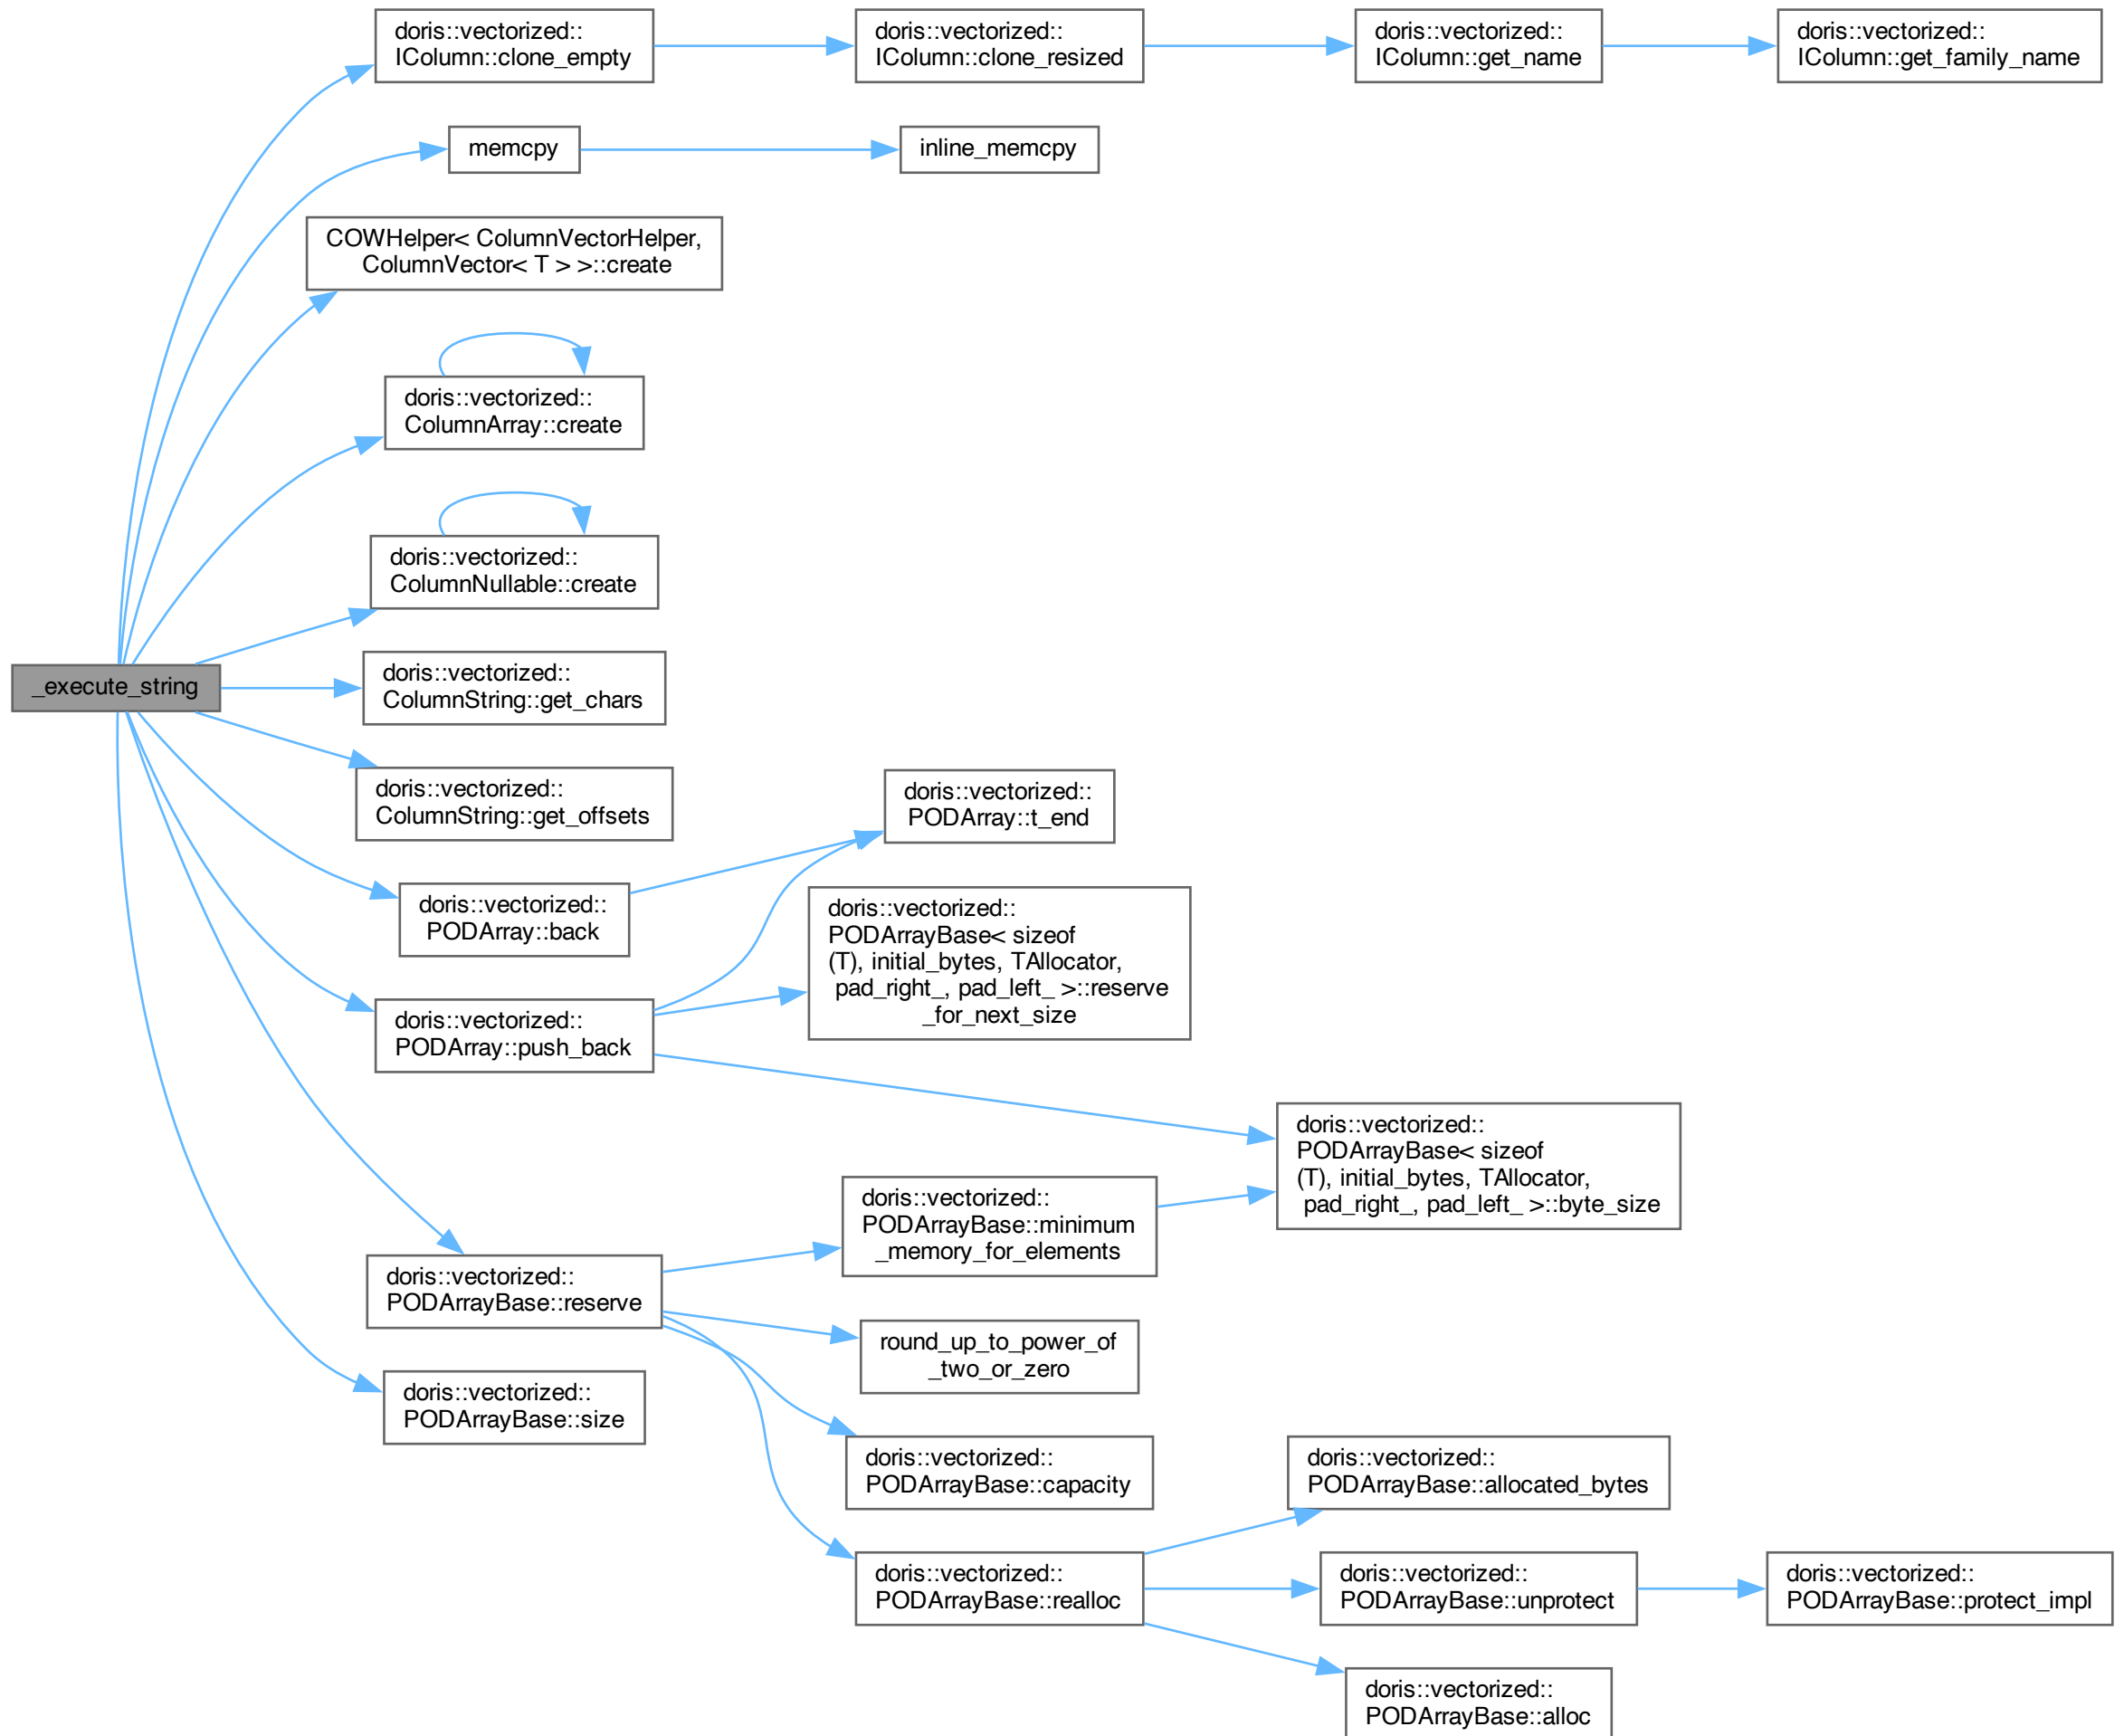 doris::vectorized::
IColumn::clone_empty
doris::vectorized::
IColumn::clone_resized
doris::vectorized::
IColumn::get_name
doris::vectorized::
IColumn::get_family_name
memcpy
inline_memcpy
COWHelper< ColumnVectorHelper,
ColumnVector< T > >::create
doris::vectorized::
ColumnArray::create
doris::vectorized::
ColumnNullable::create
_execute_string
doris::vectorized::
ColumnString::get_chars
doris::vectorized::
ColumnString::get_offsets
doris::vectorized::
PODArray::t_end
doris::vectorized::
PODArray::back
doris::vectorized::
PODArrayBase< sizeof
(T), initial_bytes, TAllocator,
pad_right_, pad_left_ >::reserve
_for_next_size
doris::vectorized::
PODArray::push_back
doris::vectorized::
PODArrayBase< sizeof
(T), initial_bytes, TAllocator,
pad_right_, pad_left_ >::byte_size
doris::vectorized::
PODArrayBase::minimum
_memory_for_elements
doris::vectorized::
PODArrayBase::reserve
round_up_to_power_of
_two_or_zero
doris::vectorized::
PODArrayBase::size
doris::vectorized::
PODArrayBase::capacity
doris::vectorized::
PODArrayBase::allocated_bytes
doris::vectorized::
PODArrayBase::realloc
doris::vectorized::
PODArrayBase::unprotect
doris::vectorized::
PODArrayBase::protect_impl
doris::vectorized::
PODArrayBase::alloc